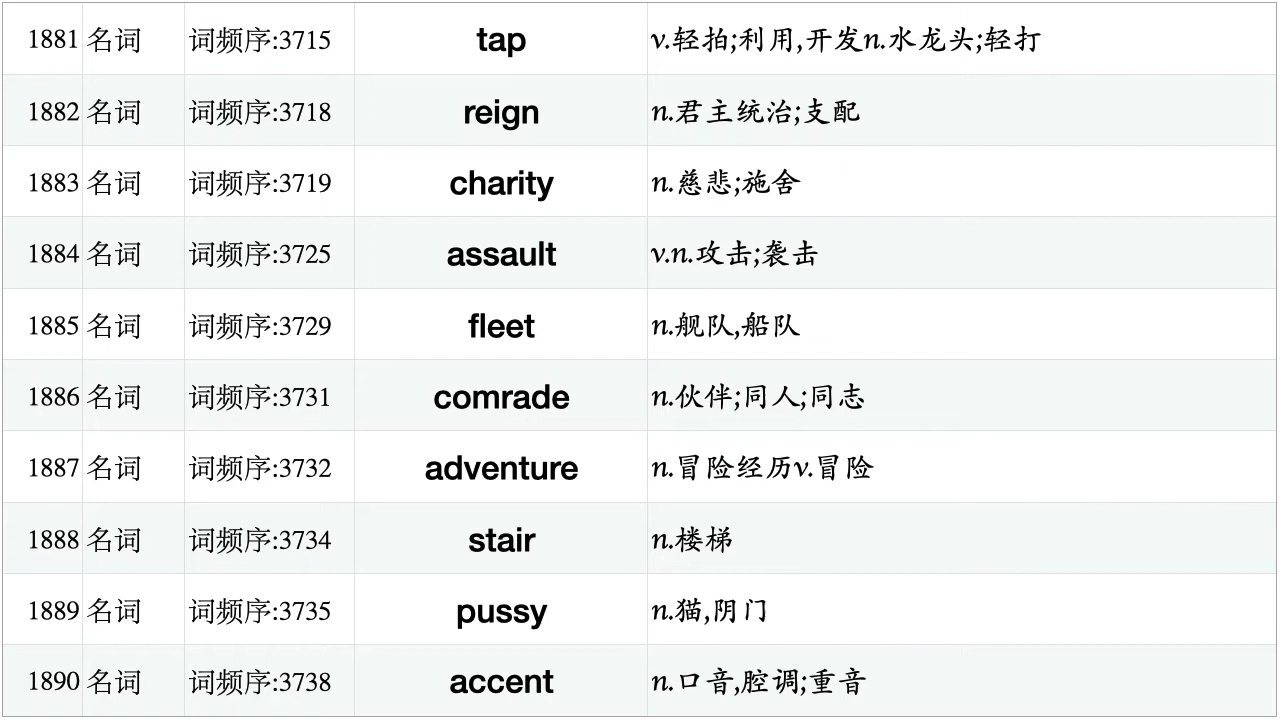 1881 名词 词频序:3715 tap v.轻拍;利用,开发n.水龙头;轻打
1882 名词 词频序:3718 reign n.君主统治;支配
1883 名词 词频序:3719 charity n.慈悲;施舍
1884 名词 词频序:3725 assault v.n.攻击;袭击
1885 名词 词频序:3729 fleet n.舰队,船队
1886 名词 词频序:3731 comrade n.伙伴;同人;同志
1887 名词 词频序:3732 adventure n.冒险经历v.冒险
1888 名词 词频序:3734 stair n.楼梯
1889 名词 词频序:3735 pussy n.猫,阴门
1890 名词 词频序:3738 accent n.口音,腔调;重音